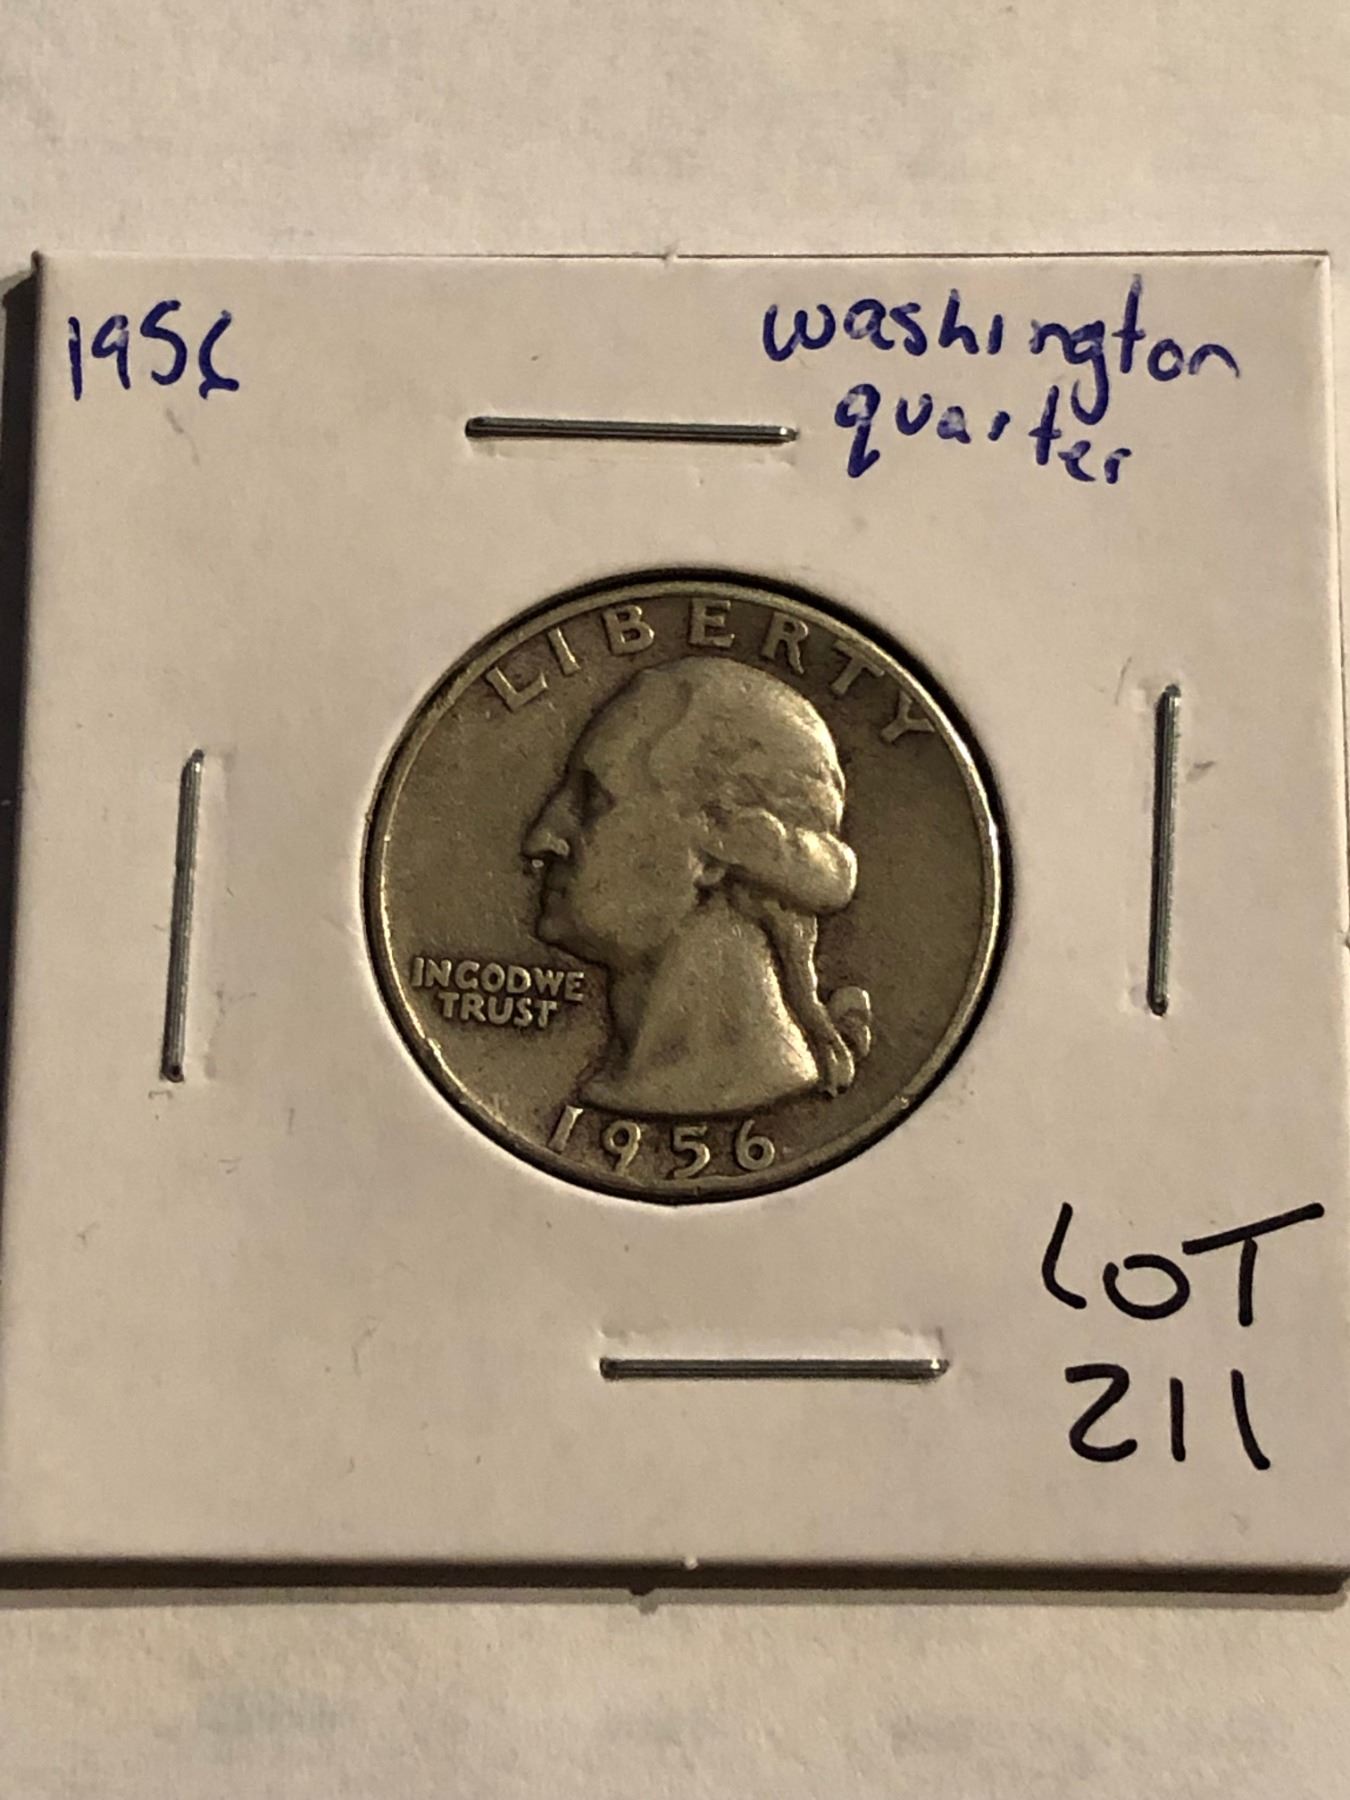 1956
washington
quarter
LIBERTY
IN GOD WE
TRUST
1956
LOT
211